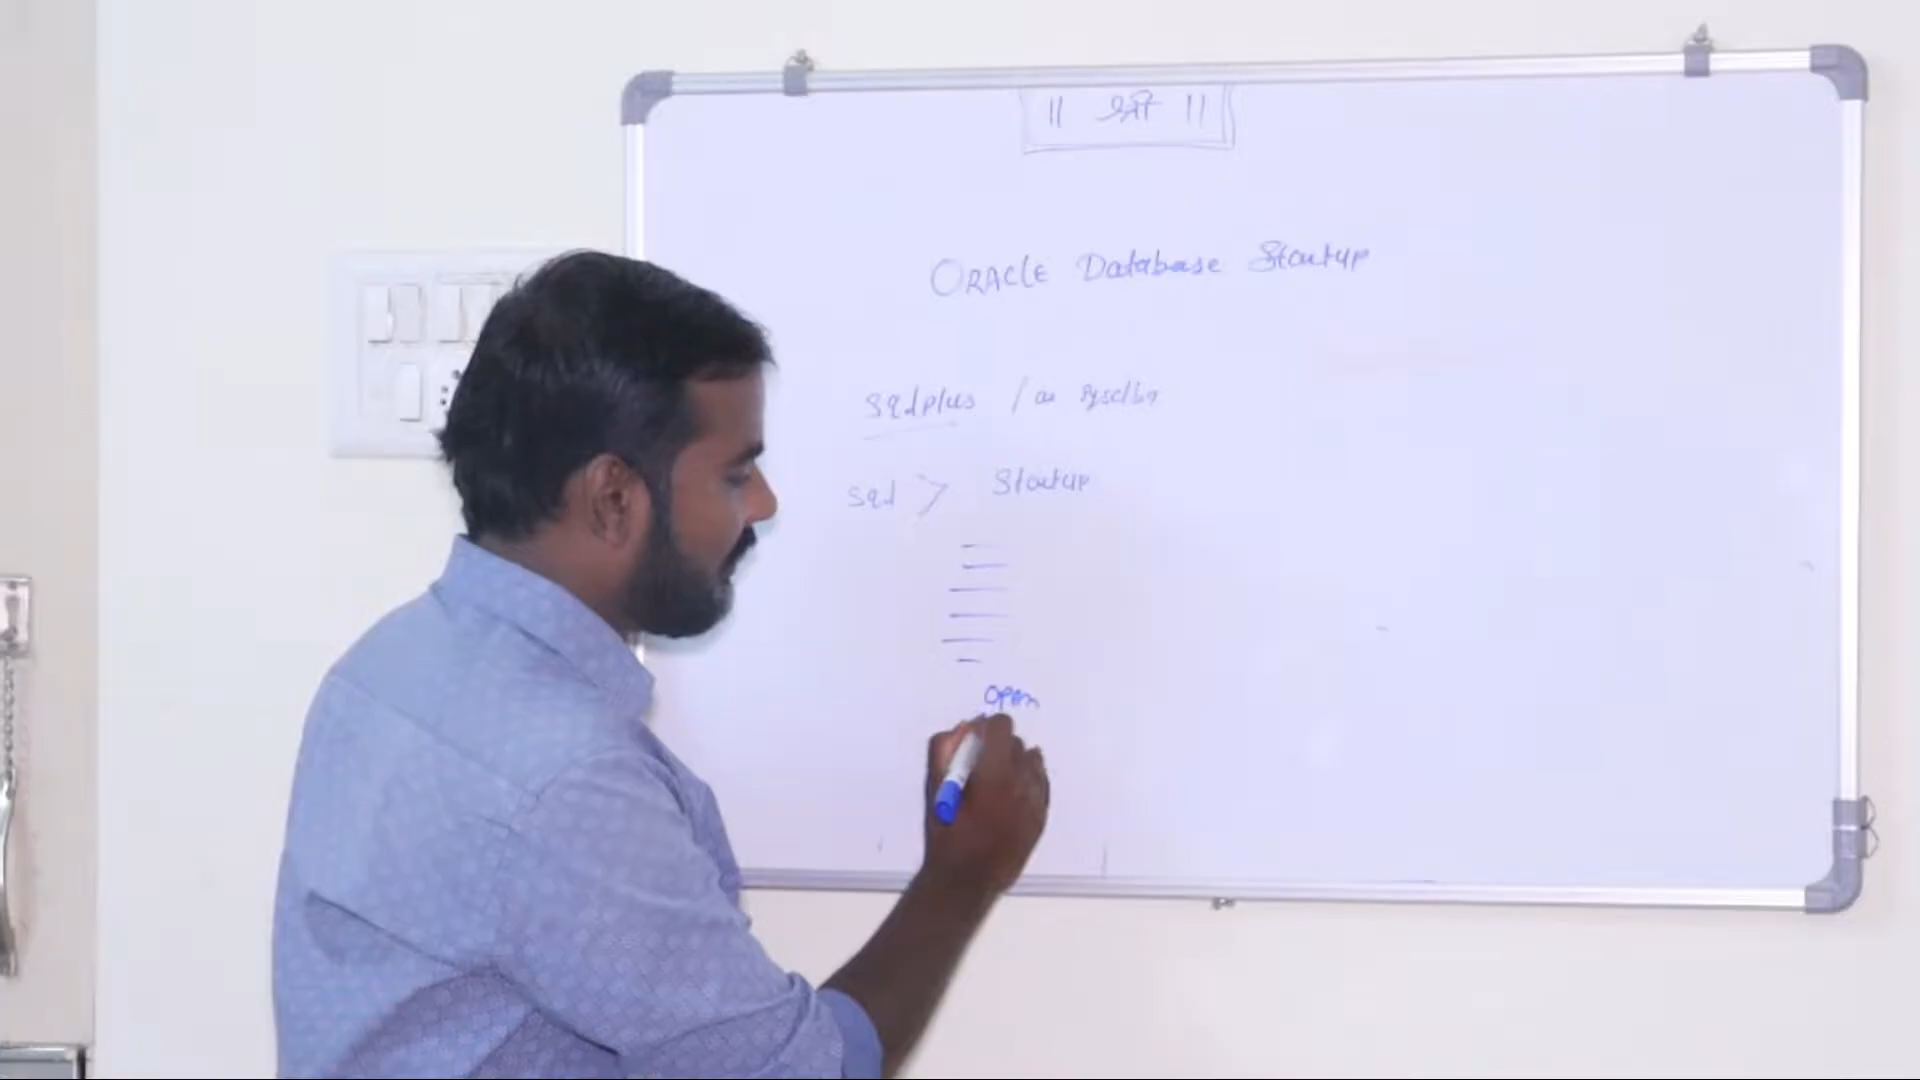 || श्री ||
ORACLE Database Startup
sqlplus / as sysdba
sql > Startup
open